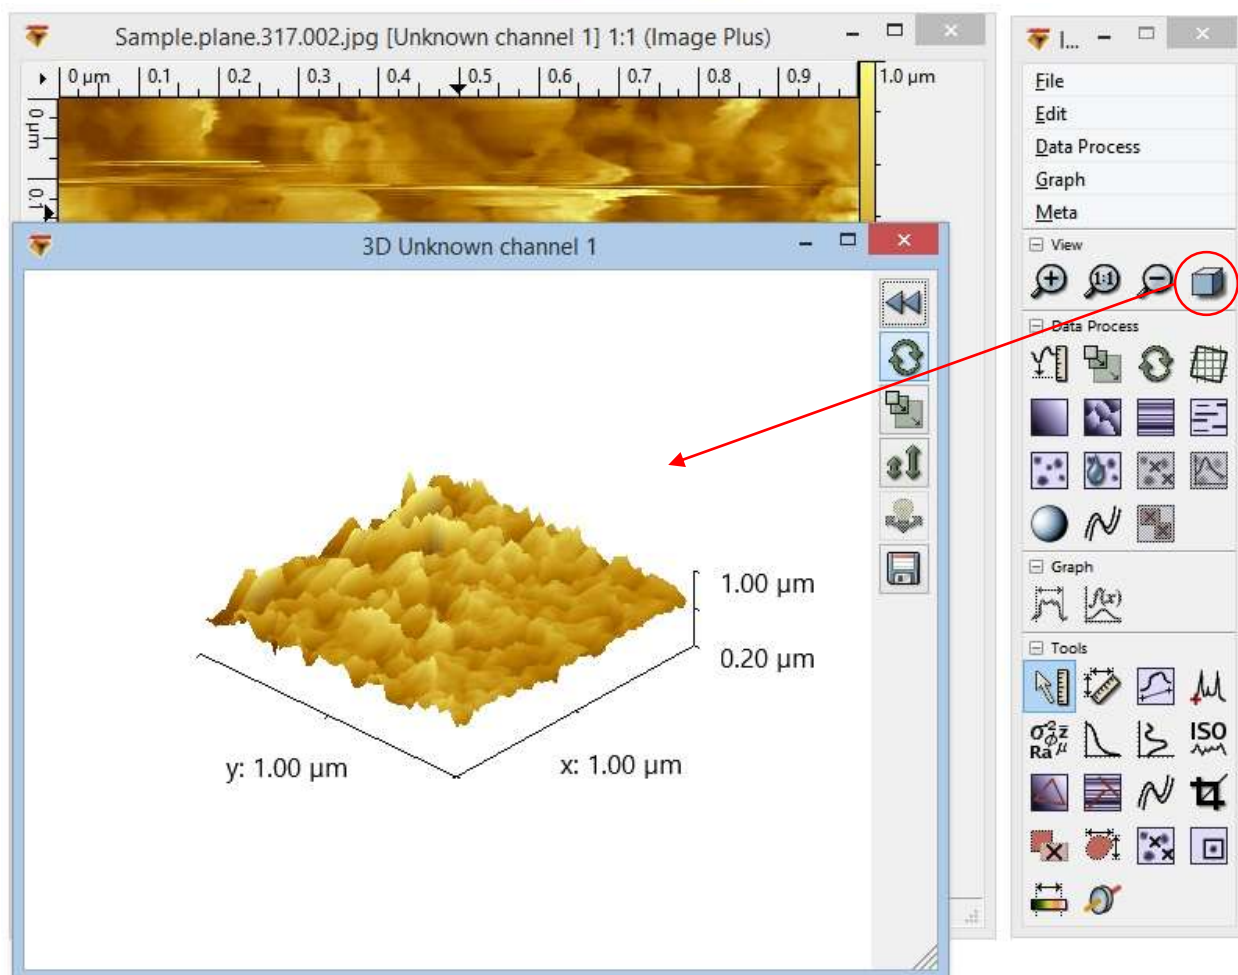 Sample.plane.317.002.jpg [Unknown channel 1] 1:1 (Image Plus)
0 µm 0.1 0.2 0.3 0.4 0.5 0.6 0.7 0.8 0.9
1.0 µm
0 µm
0.1
3D Unknown channel 1
1.00 µm
0.20 µm
y: 1.00 µm
x: 1.00 µm
I...
File
Edit
Data Process
Graph
Meta
View
1:1
Data Process
Graph
f(x)
Tools
σ² z̄
Ra φ µ
ISO